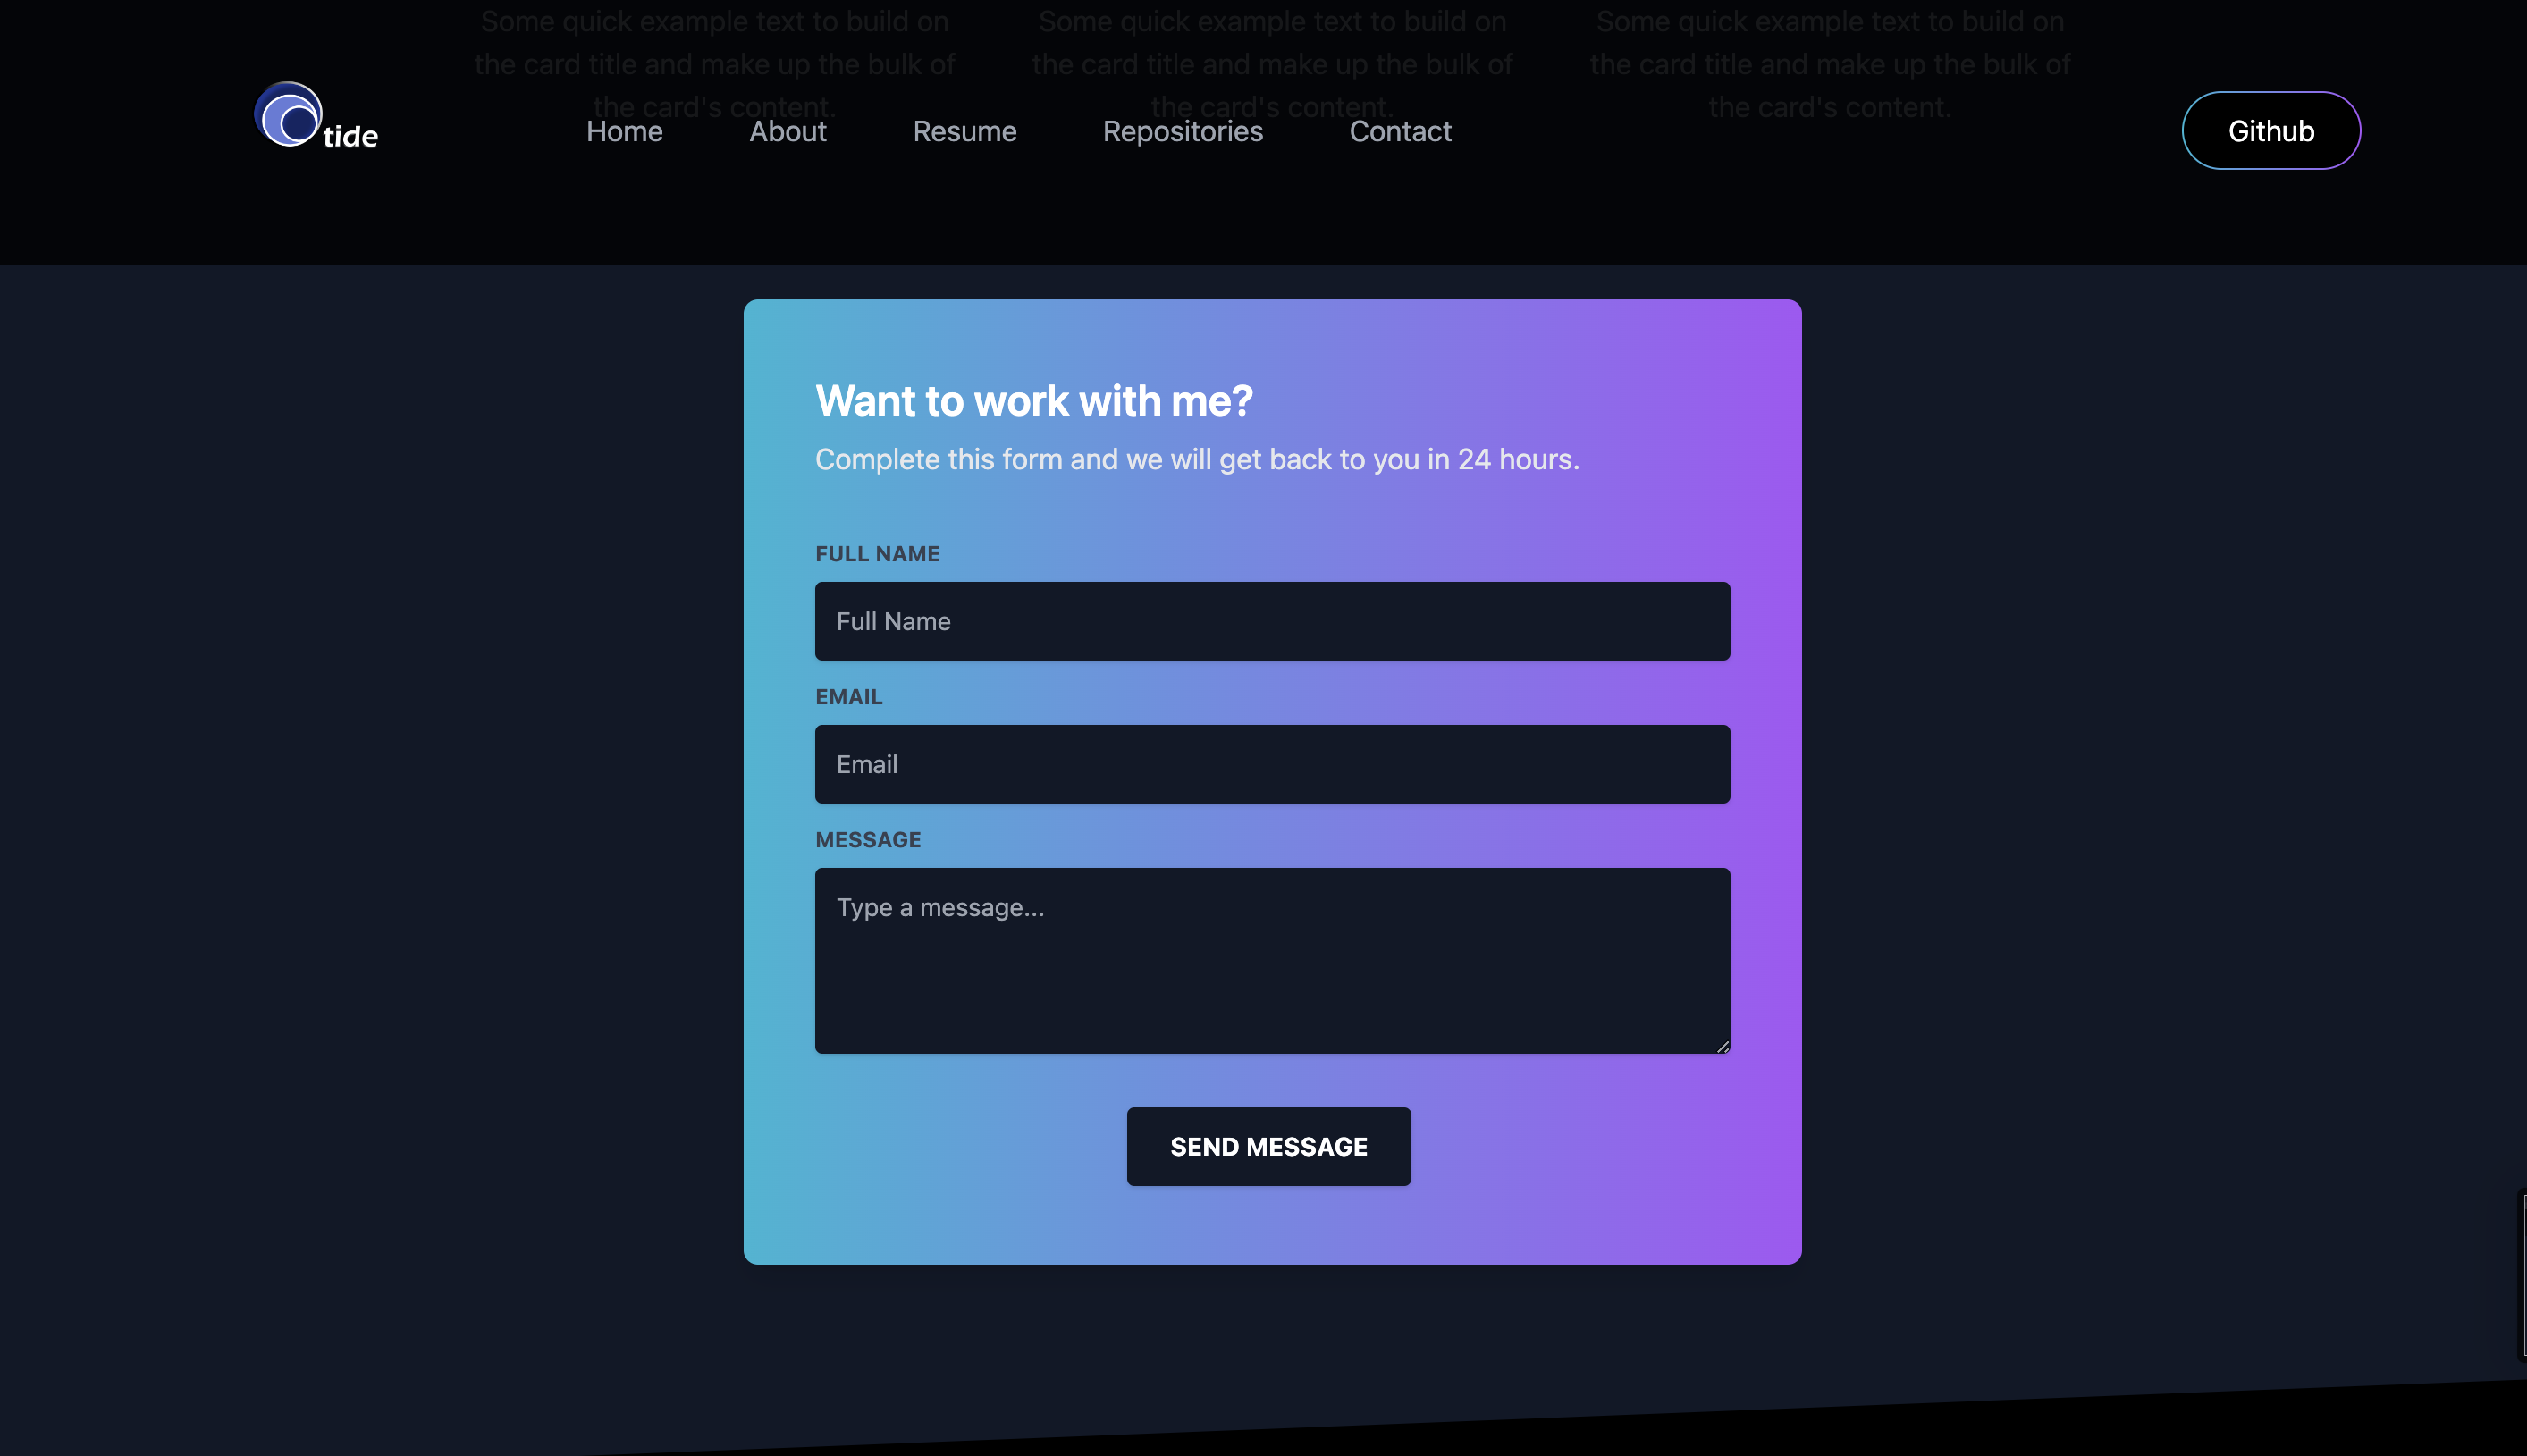 Some quick example text to build on
the card title and make up the bulk of
the card's content.
Some quick example text to build on
the card title and make up the bulk of
the card's content.
Some quick example text to build on
the card title and make up the bulk of
the card's content.
tide
Home About Resume Repositories Contact
Github
Want to work with me?
Complete this form and we will get back to you in 24 hours.
FULL NAME
Full Name
EMAIL
Email
MESSAGE
Type a message...
SEND MESSAGE